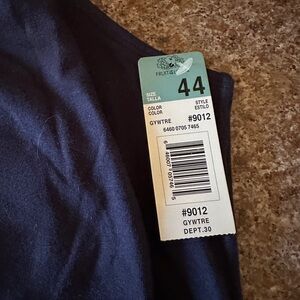 FRUIT OF THE LOOM
SIZE
TALLA
44
COLOR
COLOR
STYLE
ESTILO
GYWTRE
#9012
6460 0705 7465
#9012
GYWTRE
DEPT.30